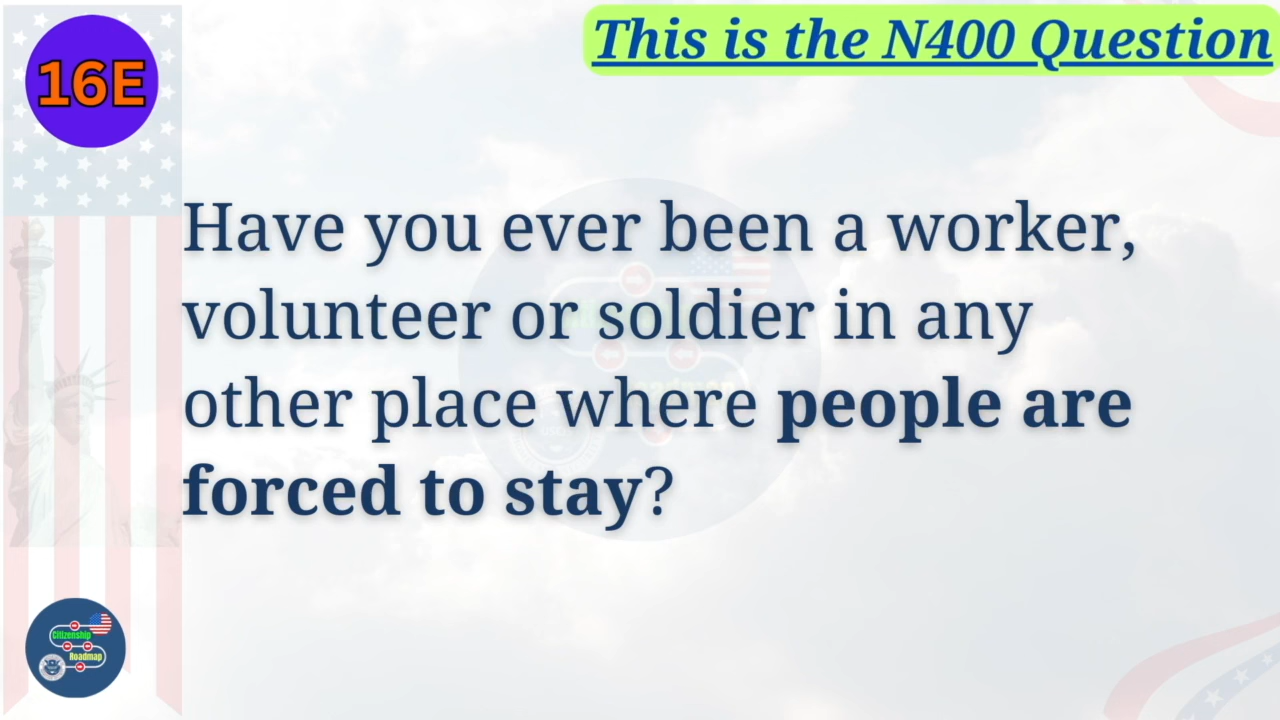 16E
This is the N400 Question
Have you ever been a worker,
volunteer or soldier in any
other place where people are
forced to stay?
Citizenship
Roadmap